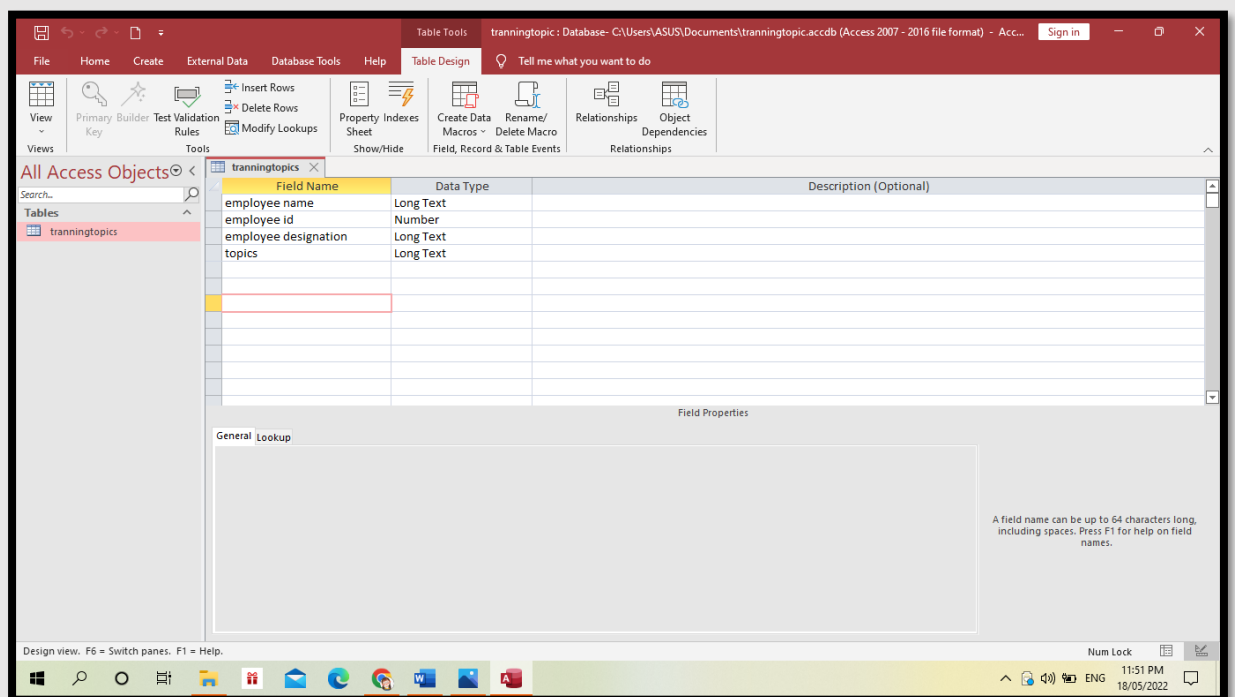 Table Tools
tranningtopic : Database- C:\Users\ASUS\Documents\tranningtopic.accdb (Access 2007 - 2016 file format) - Acc...
Sign in
File Home Create External Data Database Tools Help Table Design Tell me what you want to do
View
Views
Primary Key
Builder
Test Validation Rules
Insert Rows
Delete Rows
Modify Lookups
Tools
Property Sheet
Indexes
Show/Hide
Create Data Macros
Rename/ Delete Macro
Field, Record & Table Events
Relationships
Object Dependencies
Relationships
All Access Objects
Search...
Tables
tranningtopics
tranningtopics
Field Name Data Type Description (Optional)
employee name Long Text
employee id Number
employee designation Long Text
topics Long Text
Field Properties
General Lookup
A field name can be up to 64 characters long,
including spaces. Press F1 for help on field
names.
Design view. F6 = Switch panes. F1 = Help.
Num Lock
ENG
11:51 PM
18/05/2022